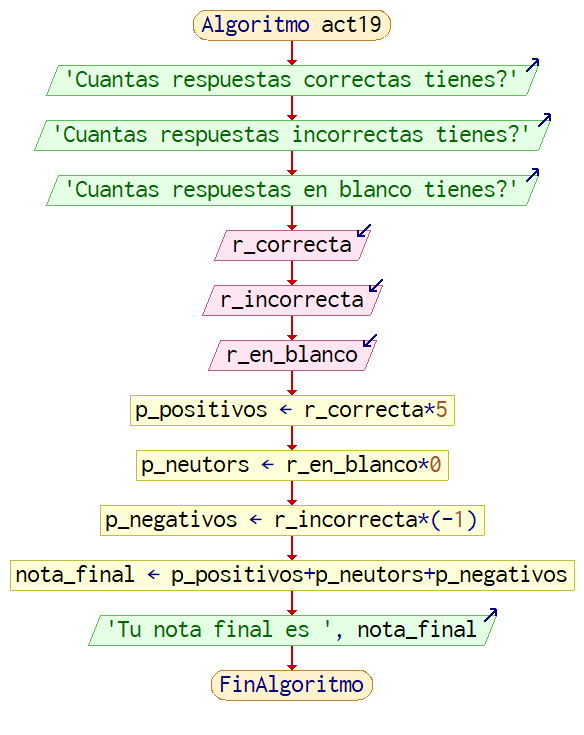 Algoritmo act19
'Cuantas respuestas correctas tienes?'
'Cuantas respuestas incorrectas tienes?'
'Cuantas respuestas en blanco tienes?'
r_correcta
r_incorrecta
r_en_blanco
p_positivos ← r_correcta*5
p_neutors ← r_en_blanco*0
p_negativos ← r_incorrecta*(-1)
nota_final ← p_positivos+p_neutors+p_negativos
'Tu nota final es ', nota_final
FinAlgoritmo